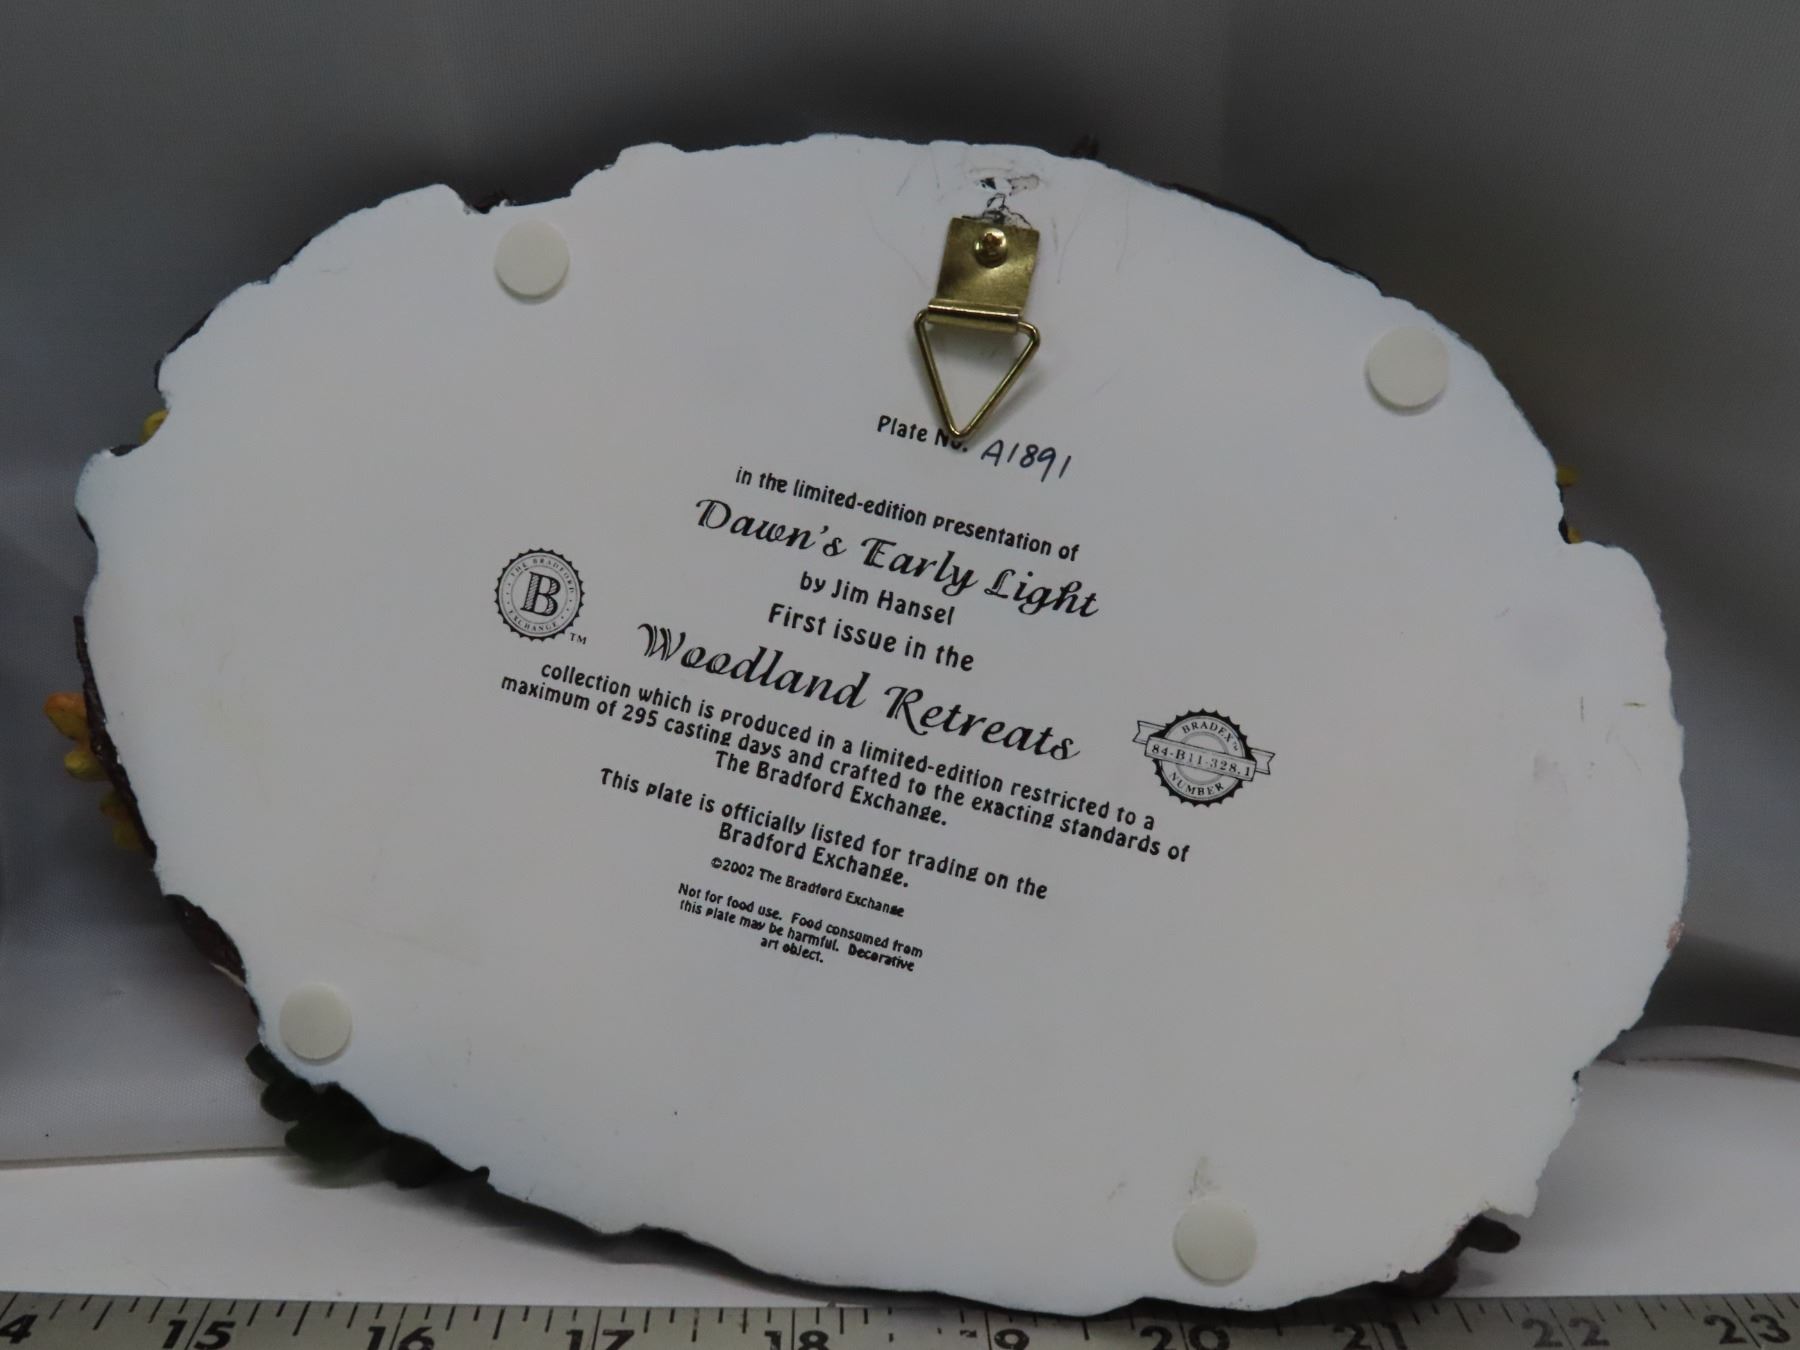 Plate No. A1891
in the limited-edition presentation of
Dawn's Early Light
by Jim Hansel
First issue in the
Woodland Retreats
collection which is produced in a limited-edition restricted to a
maximum of 295 casting days and crafted to the exacting standards of
The Bradford Exchange.
This plate is officially listed for trading on the
Bradford Exchange.
©2002 The Bradford Exchange
Not for food use. Food consumed from
this plate may be harmful. Decorative
art object.
THE BRADFORD
B
EXCHANGE
TM
BRADEX™
84-B11-328.1
NUMBER
4 15 16 17 18 9 20 21 22 23